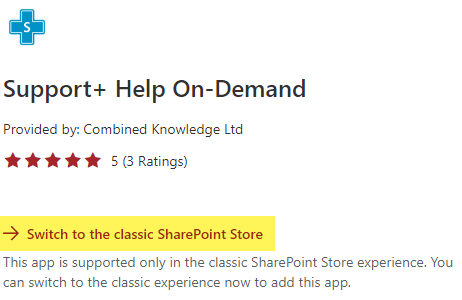 S
Support+ Help On-Demand
Provided by: Combined Knowledge Ltd
5 (3 Ratings)
Switch to the classic SharePoint Store
This app is supported only in the classic SharePoint Store experience. You
can switch to the classic experience now to add this app.